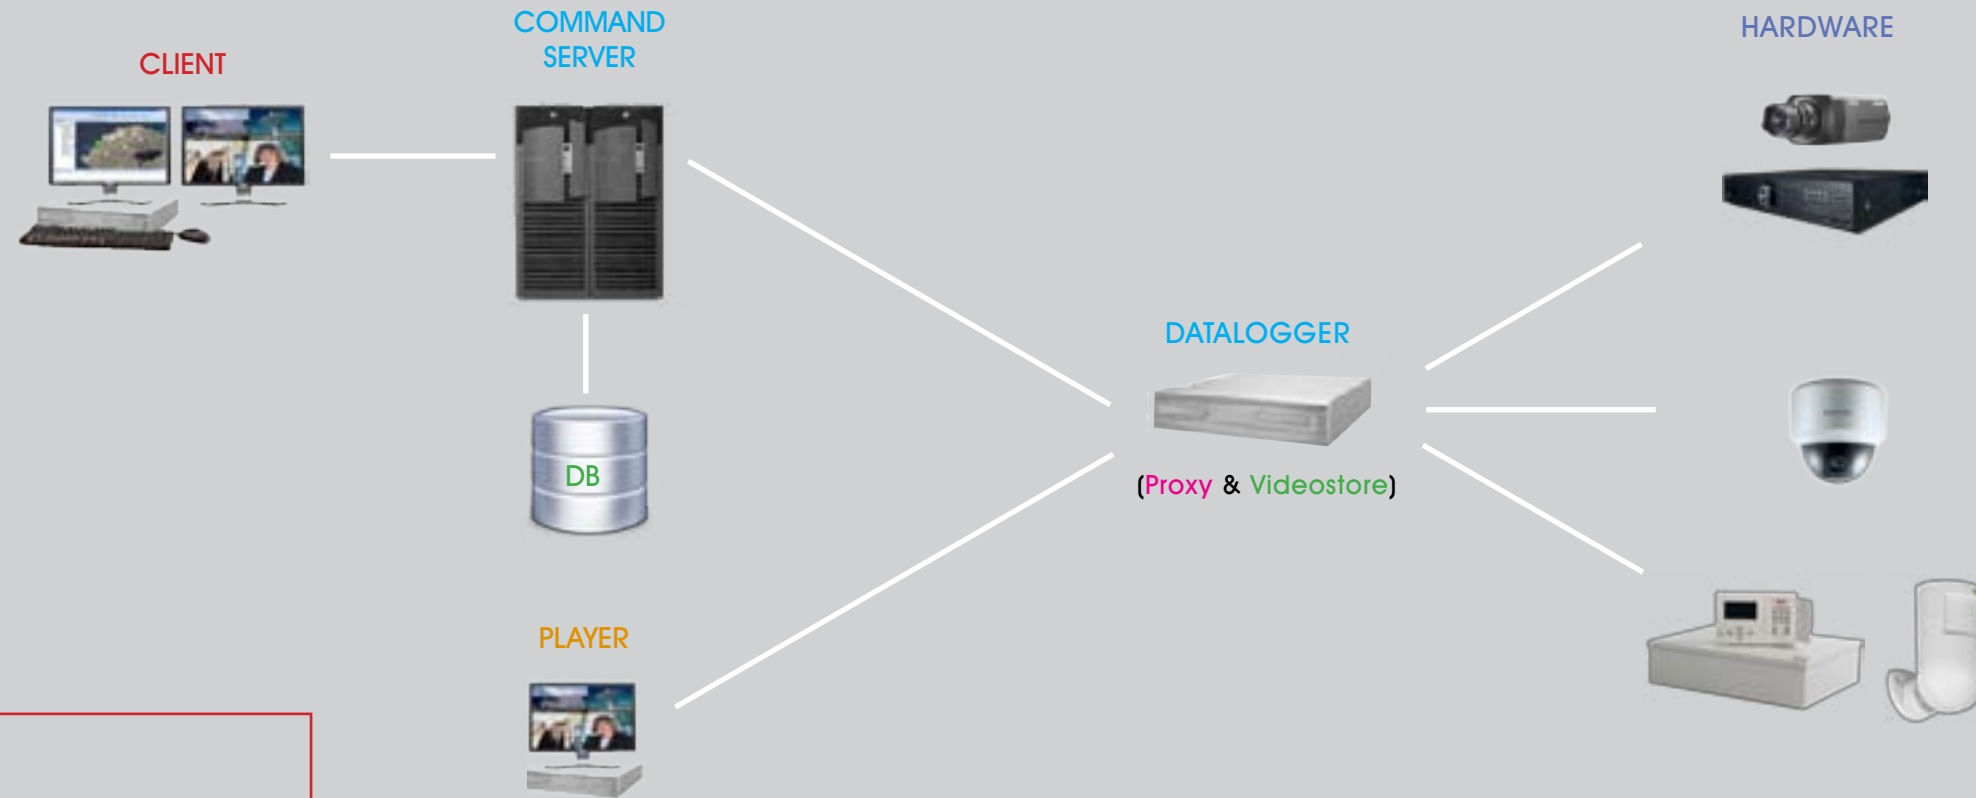 CLIENT
COMMAND
SERVER
HARDWARE
DATALOGGER
(Proxy & Videostore)
DB
PLAYER